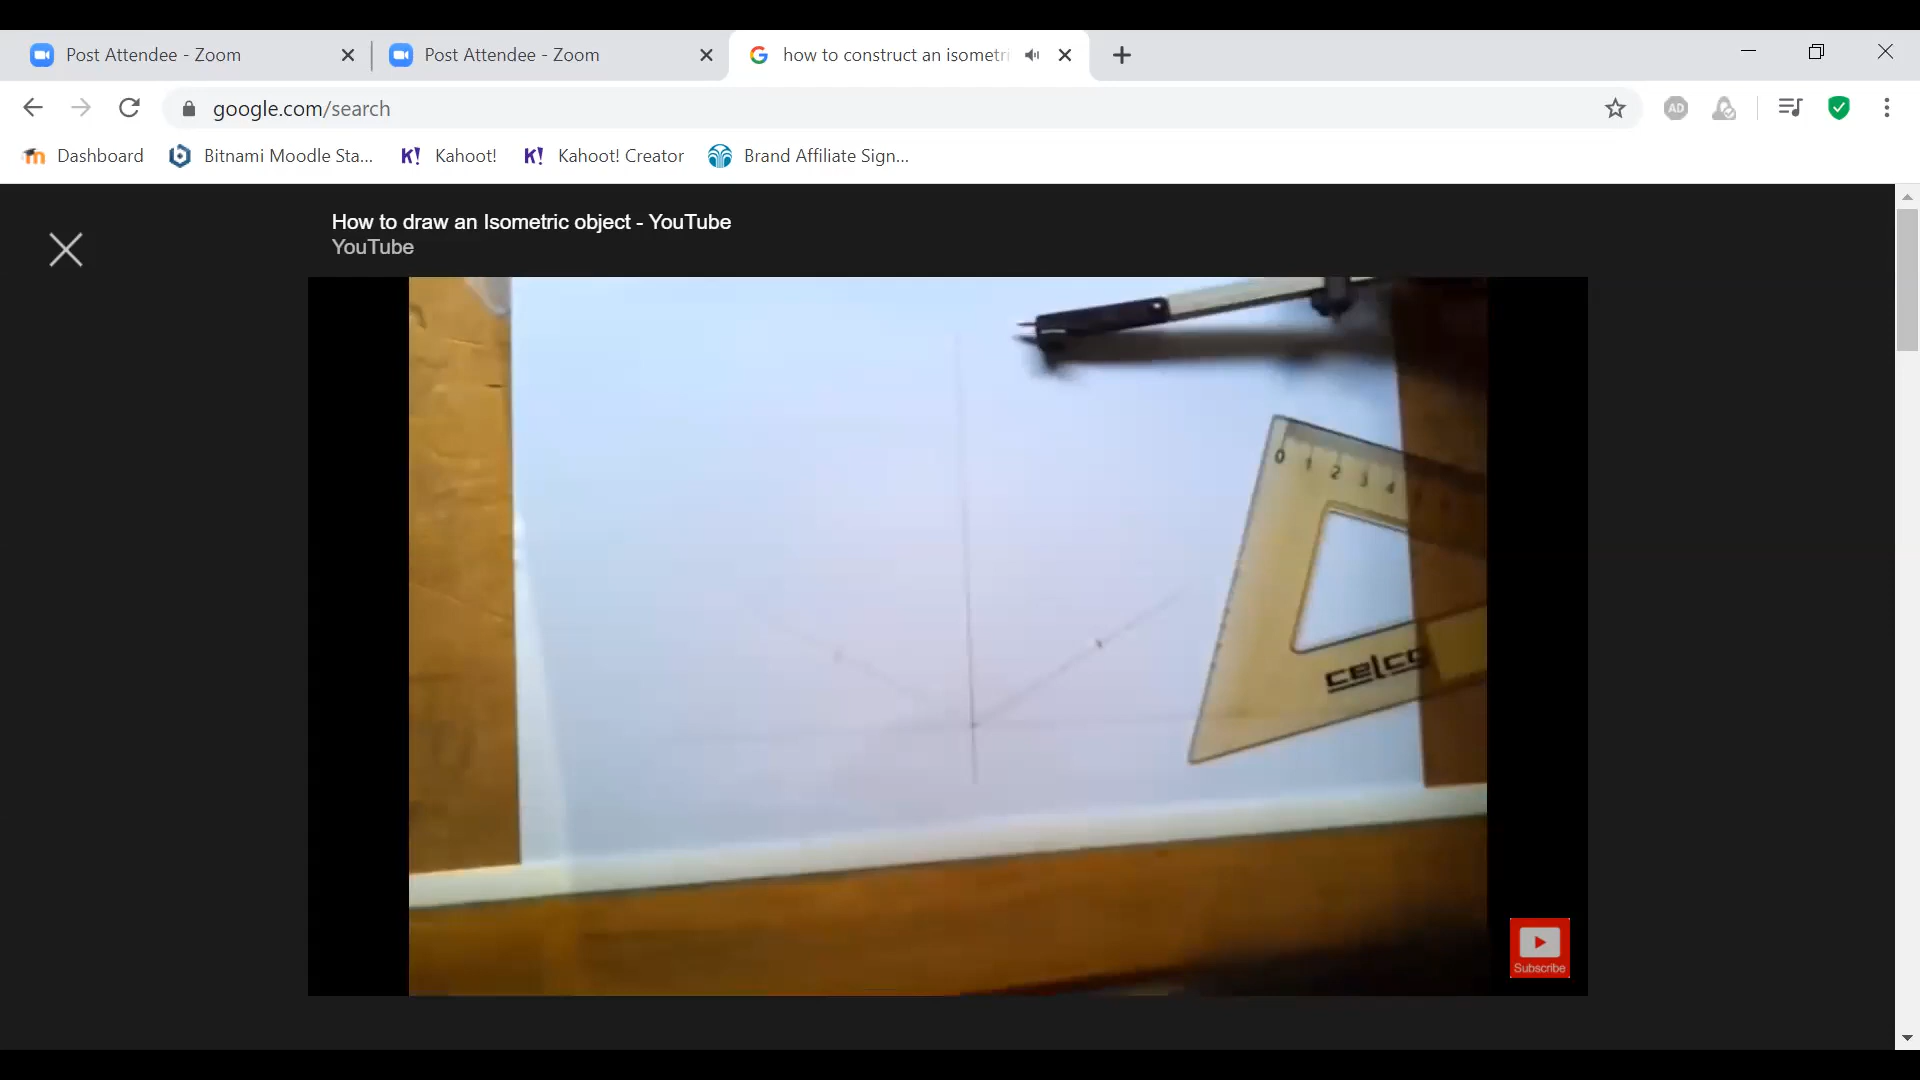 Post Attendee - Zoom
Post Attendee - Zoom
how to construct an isometri
google.com/search
AD
Dashboard
Bitnami Moodle Sta...
K! Kahoot!
K! Kahoot! Creator
Brand Affiliate Sign...
How to draw an Isometric object - YouTube
YouTube
0 1 2 3 4
celco
Subscribe